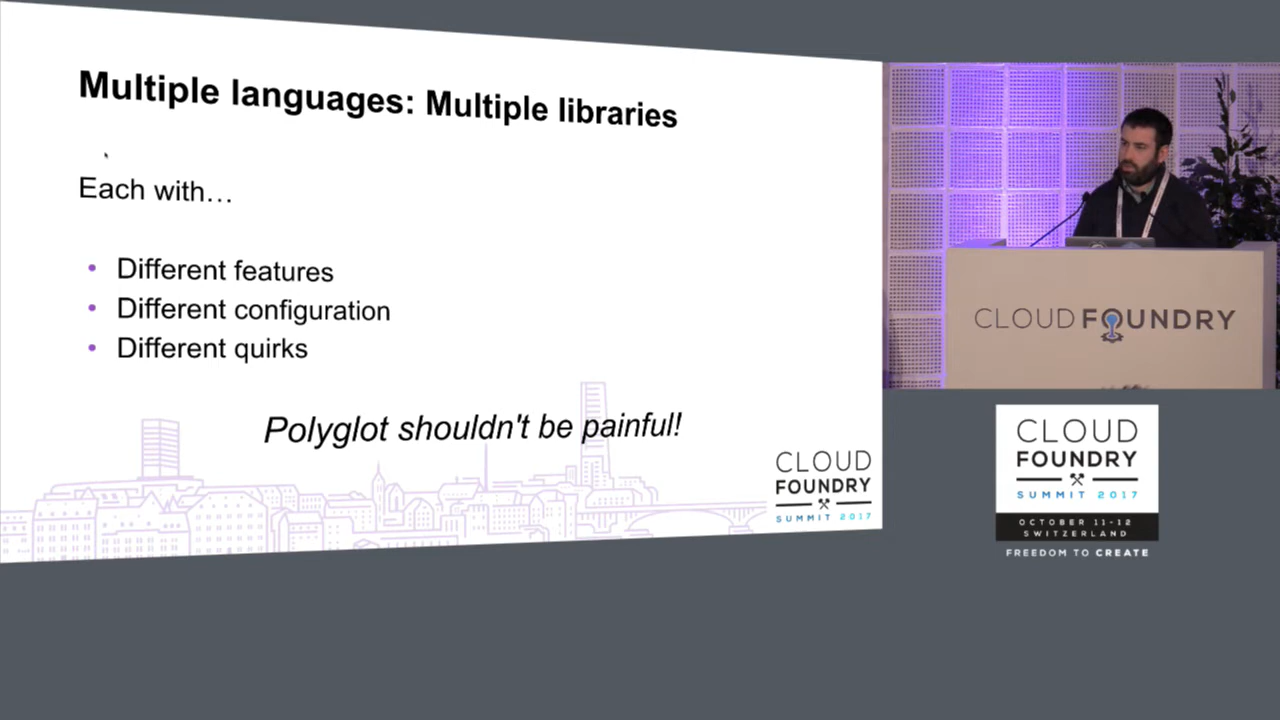 Multiple languages: Multiple libraries
Each with…
• Different features
• Different configuration
• Different quirks
Polyglot shouldn't be painful!
CLOUD
FOUNDRY
SUMMIT 2017
CLOUD FOUNDRY
CLOUD
FOUNDRY
SUMMIT 2017
OCTOBER 11-12
SWITZERLAND
FREEDOM TO CREATE